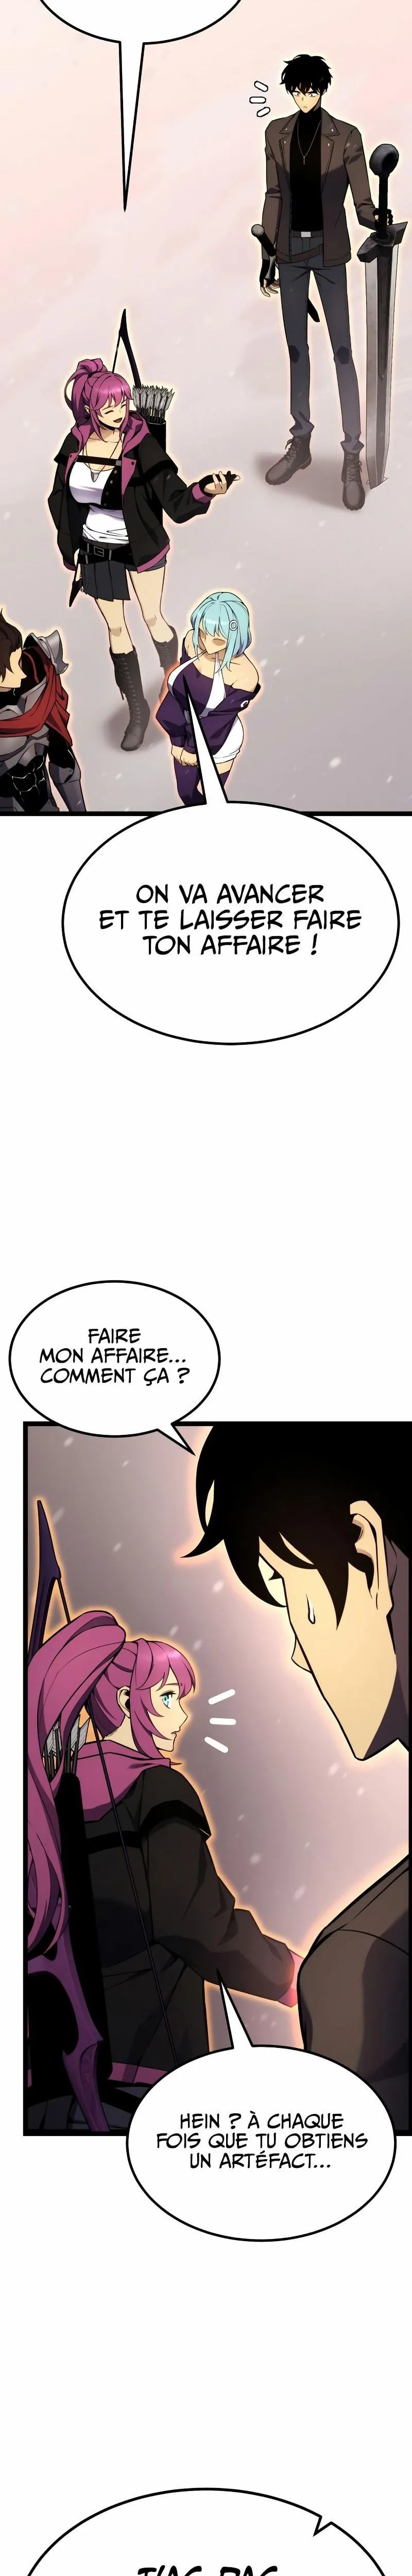 ON VA AVANCER
ET TE LAISSER FAIRE
TON AFFAIRE !
FAIRE
MON AFFAIRE...
COMMENT ÇA ?
HEIN ? À CHAQUE
FOIS QUE TU OBTIENS
UN ARTÉFACT...